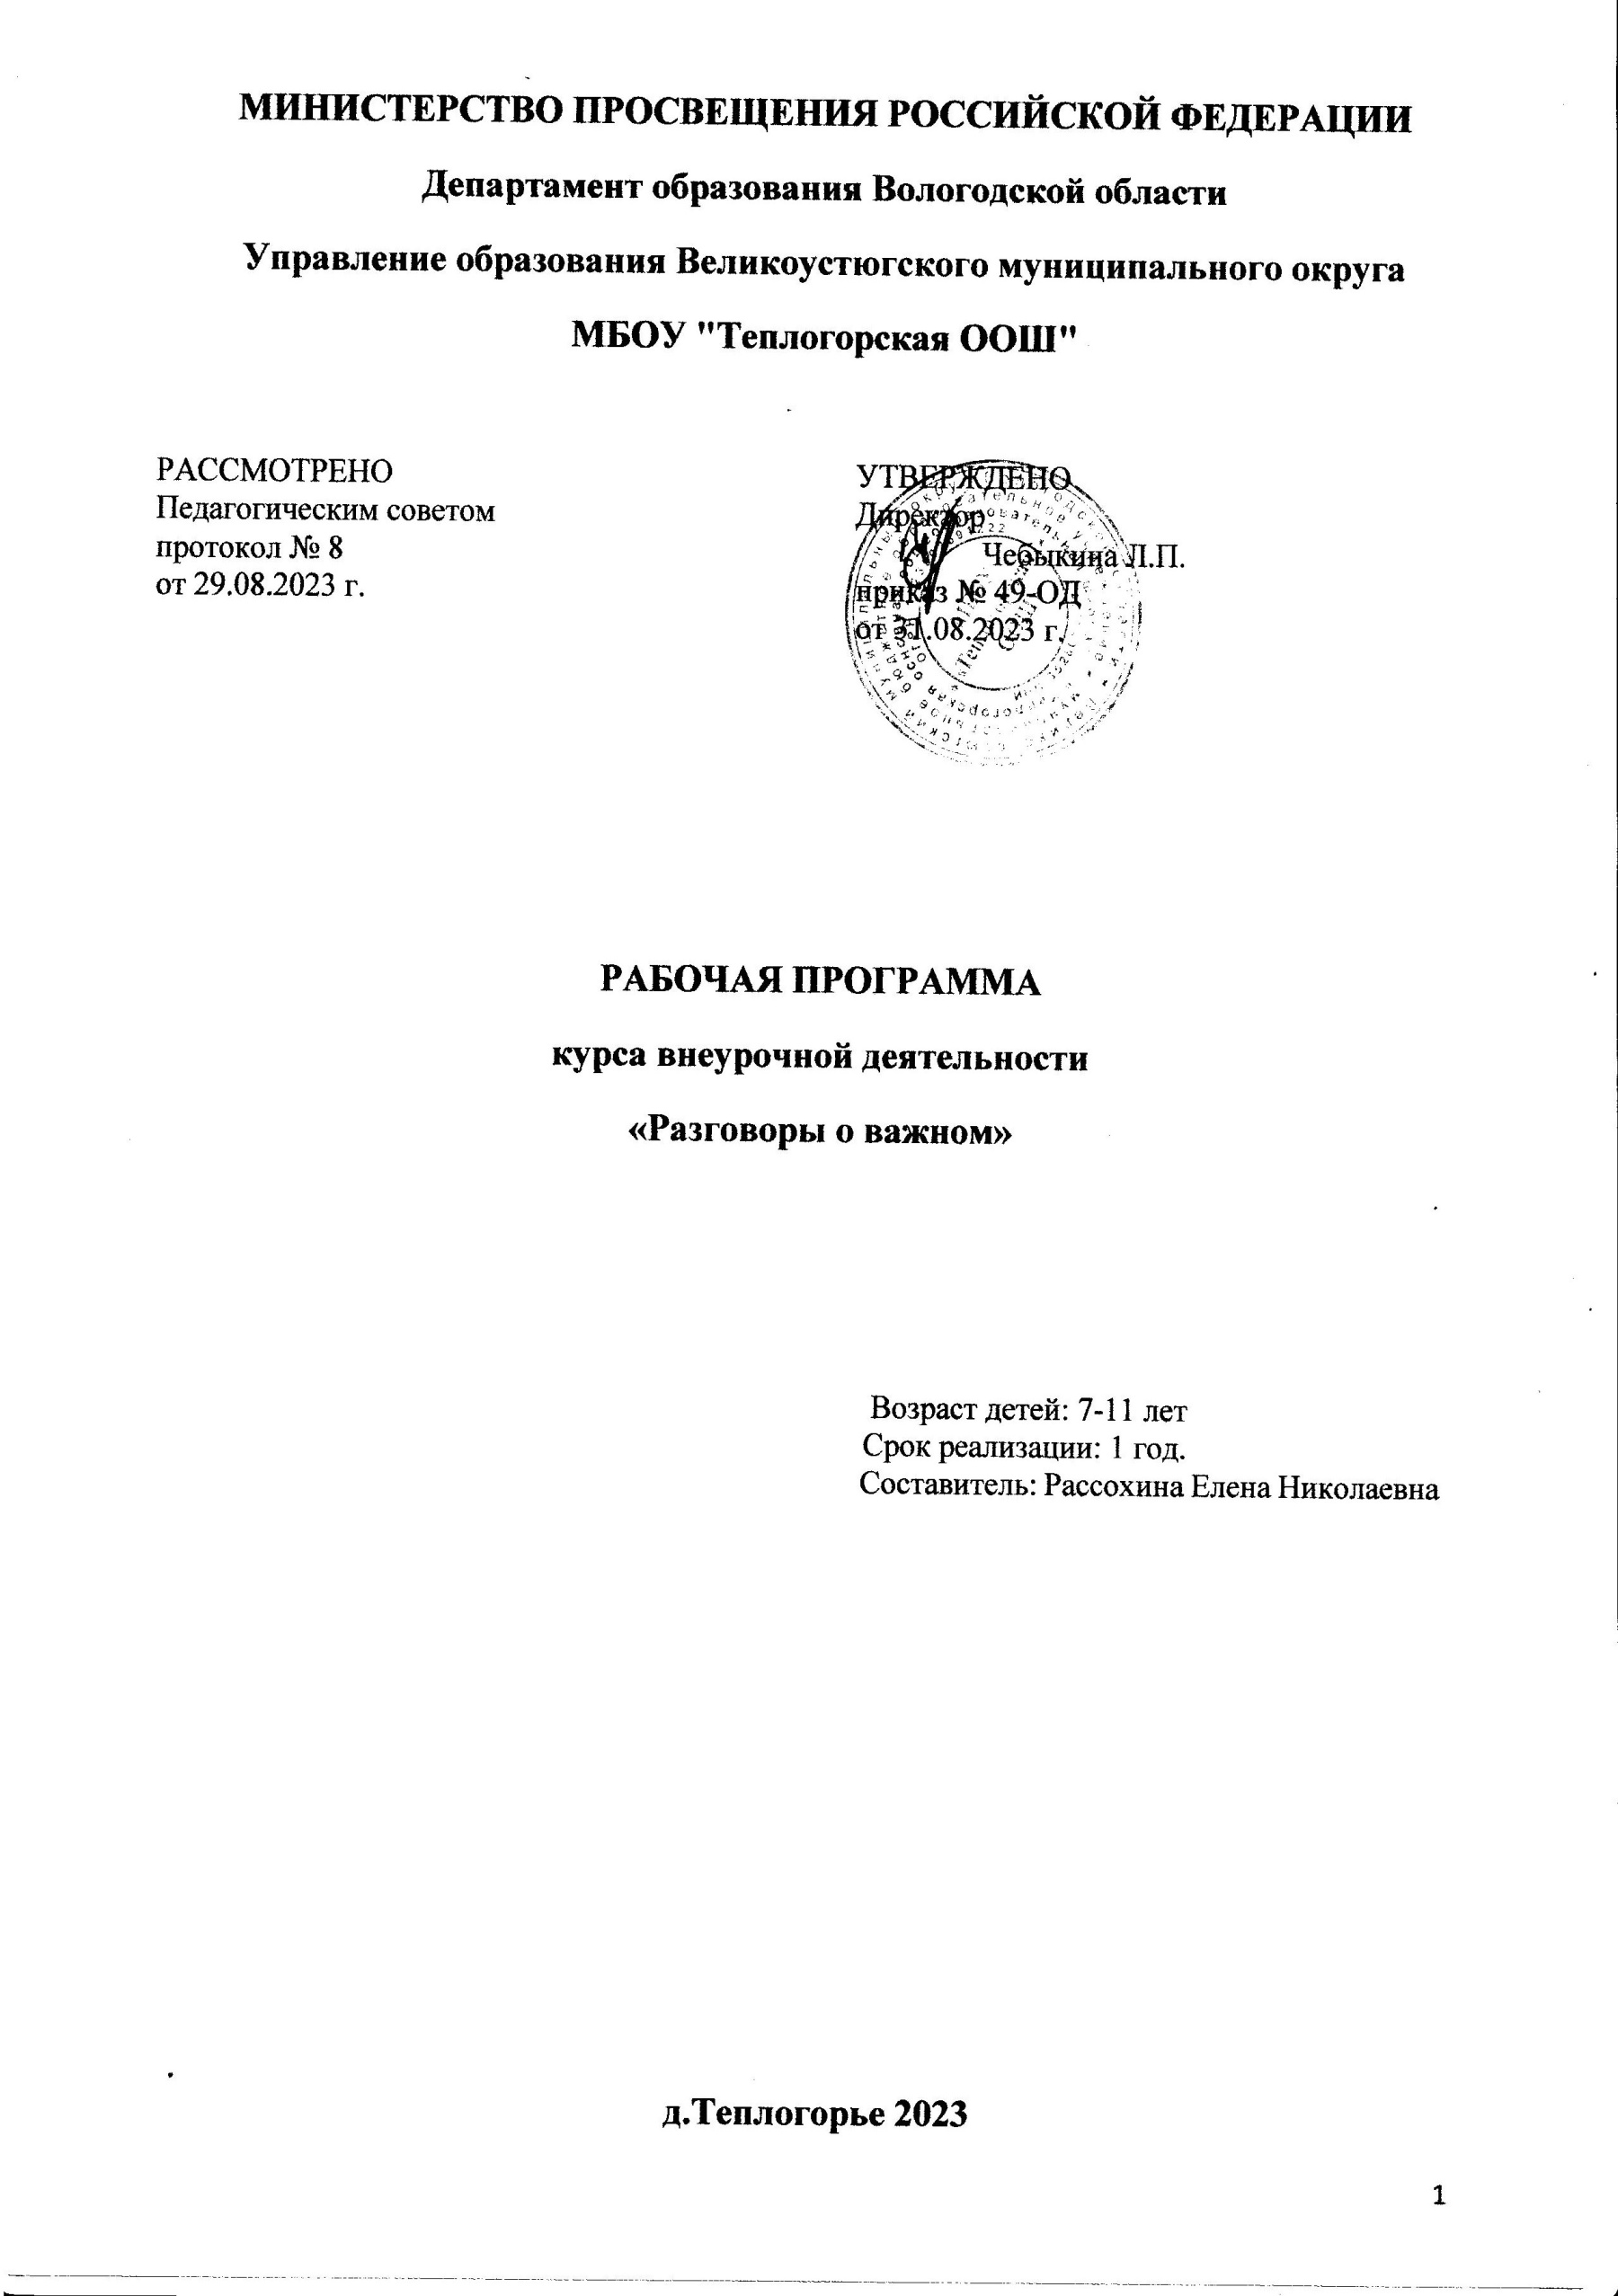 МИНИСТЕРСТВО ПРОСВЕЩЕНИЯ РОССИЙСКОЙ ФЕДЕРАЦИИ
Департамент образования Вологодской области
Управление образования Великоустюгского муниципального округа
МБОУ "Теплогорская ООШ"
РАССМОТРЕНО
Педагогическим советом
протокол № 8
от 29.08.2023 г.
УТВЕРЖДЕНО
Директор
Чебыкина Л.П.
приказ № 49-ОД
от 31.08.2023 г.
РАБОЧАЯ ПРОГРАММА
курса внеурочной деятельности
«Разговоры о важном»
Возраст детей: 7-11 лет
Срок реализации: 1 год.
Составитель: Рассохина Елена Николаевна
д.Теплогорье 2023
1